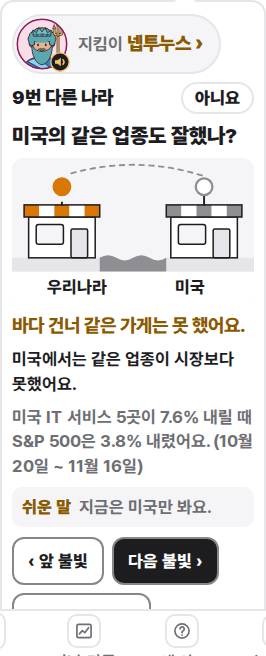 지킴이 넵투누스 ›
9번 다른 나라
아니요
미국의 같은 업종도 잘했나?
우리나라
미국
바다 건너 같은 가게는 못 했어요.
미국에서는 같은 업종이 시장보다
못했어요.
미국 IT 서비스 5곳이 7.6% 내릴 때
S&P 500은 3.8% 내렸어요. (10월
20일 ~ 11월 16일)
쉬운 말 지금은 미국만 봐요.
‹ 앞 불빛
다음 불빛 ›